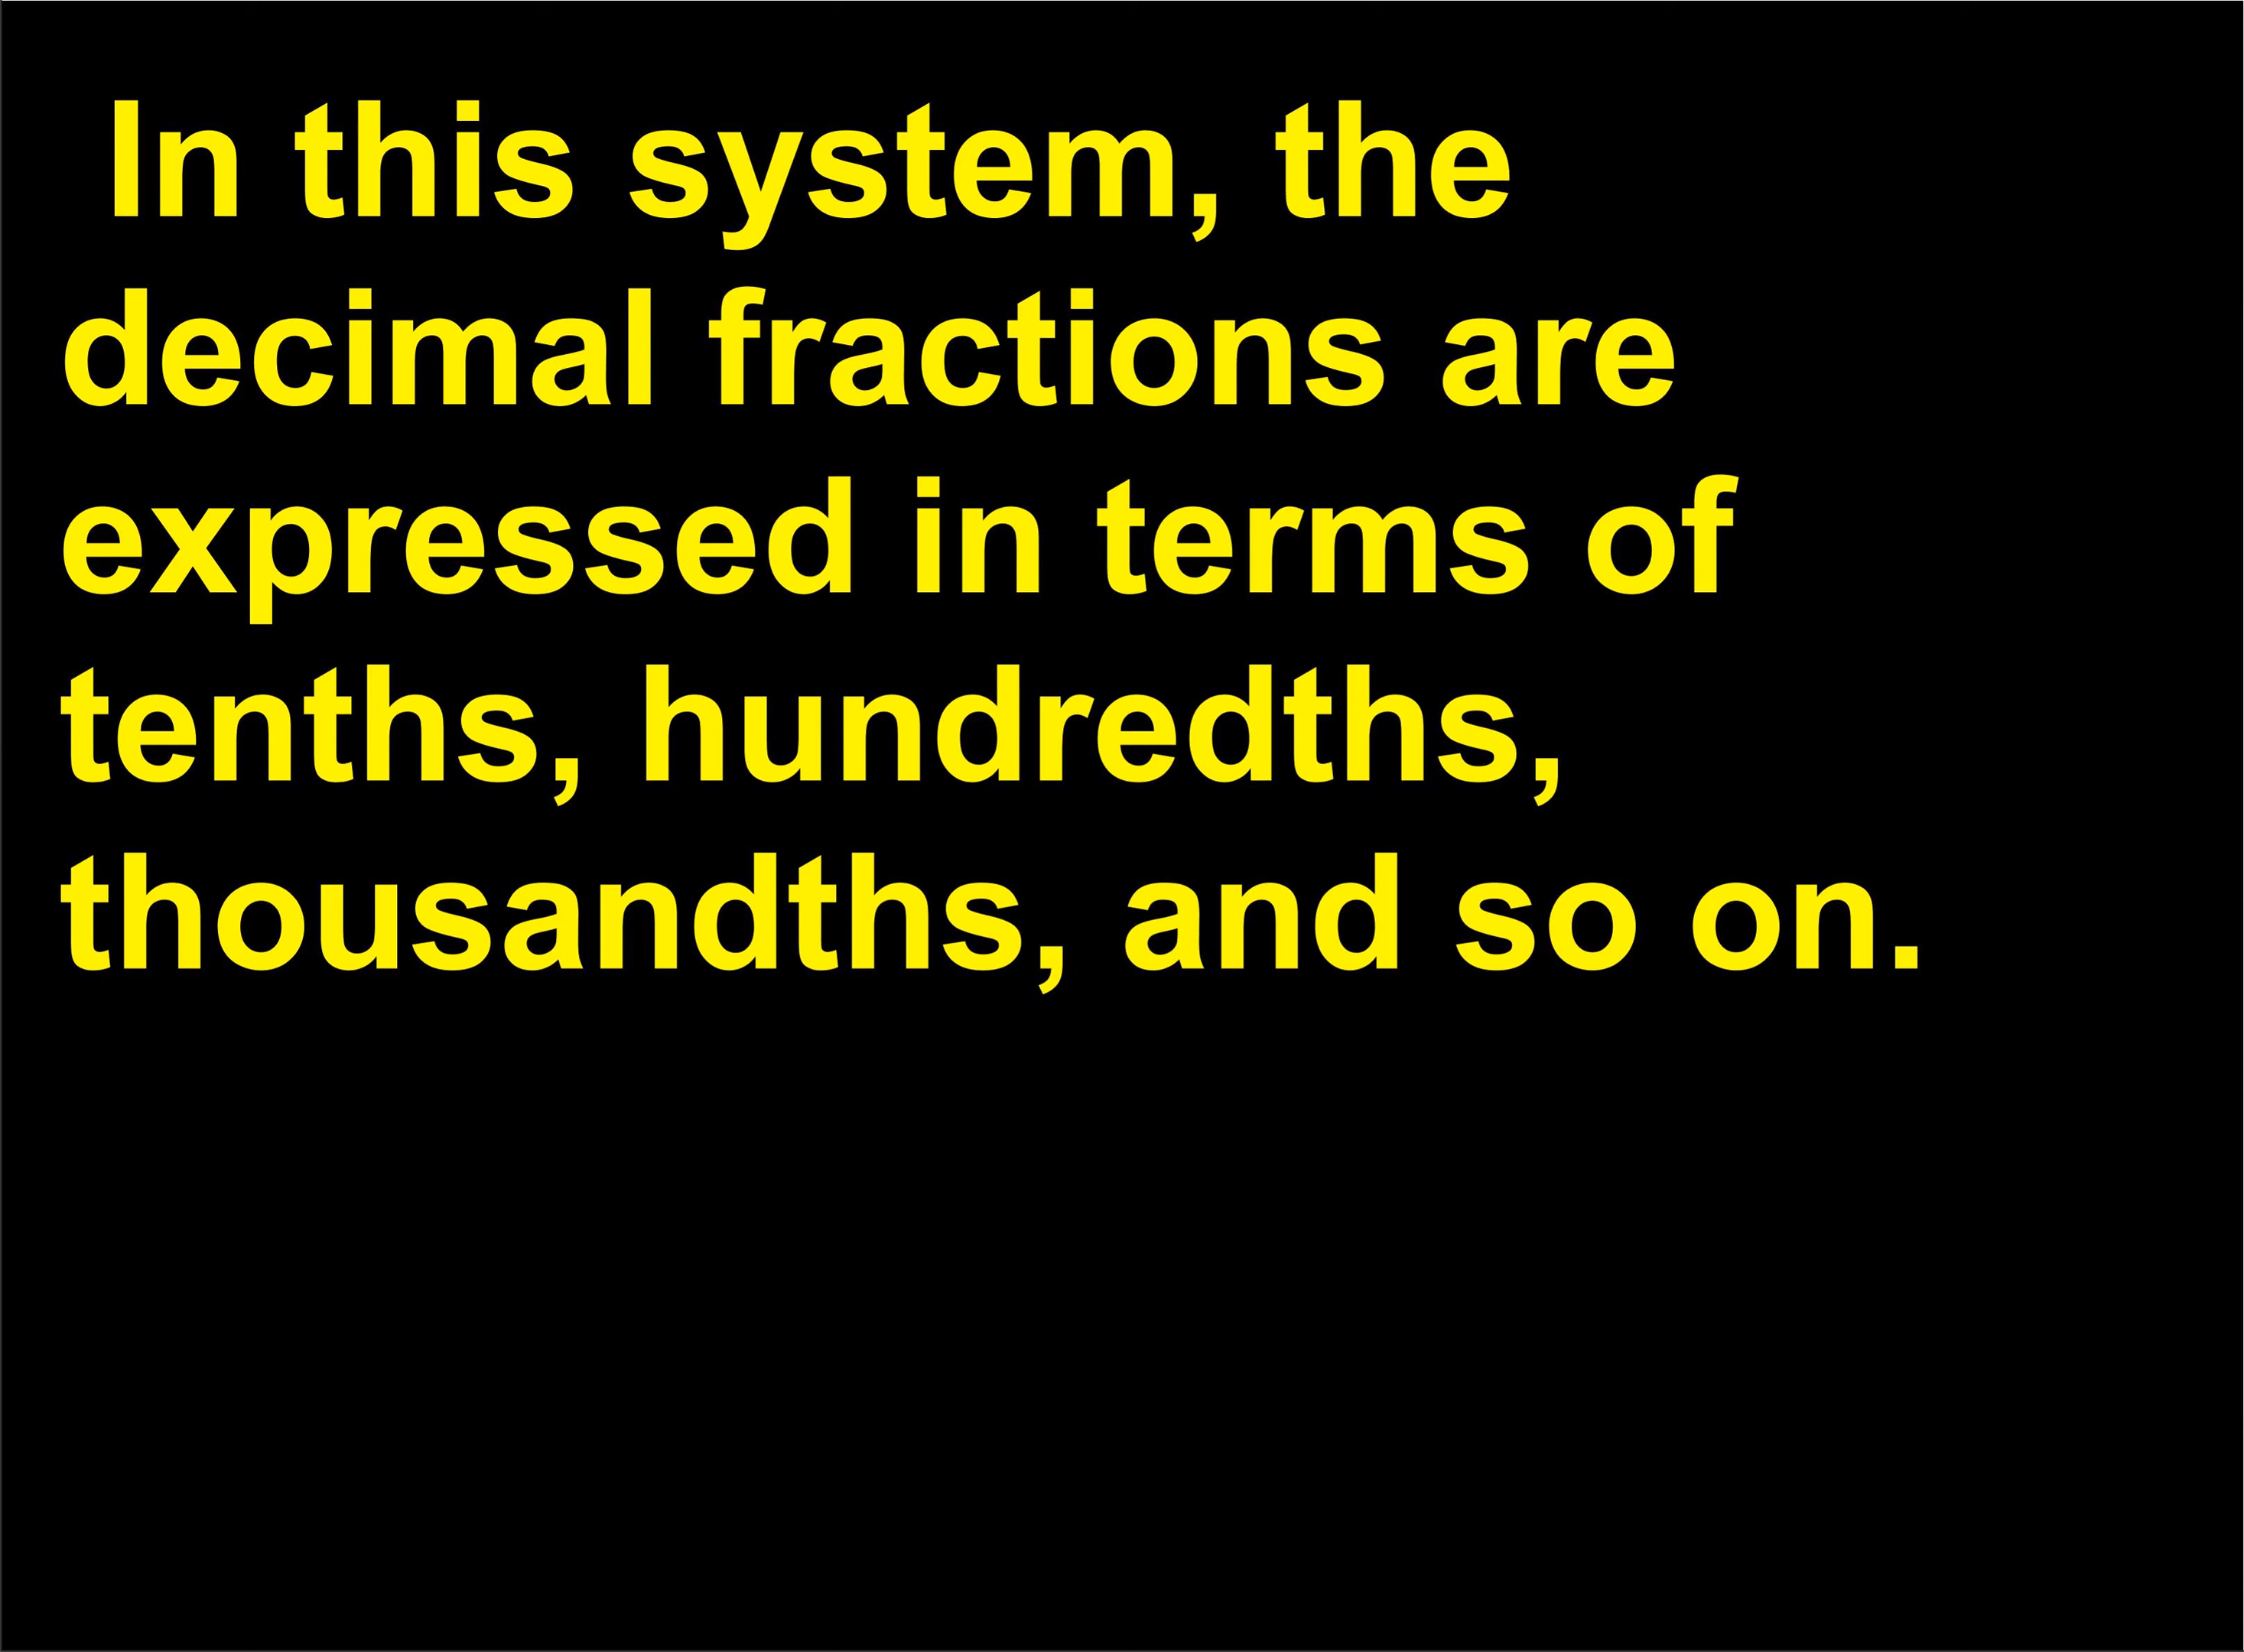 In this system, the
decimal fractions are
expressed in terms of
tenths, hundredths,
thousandths, and so on.